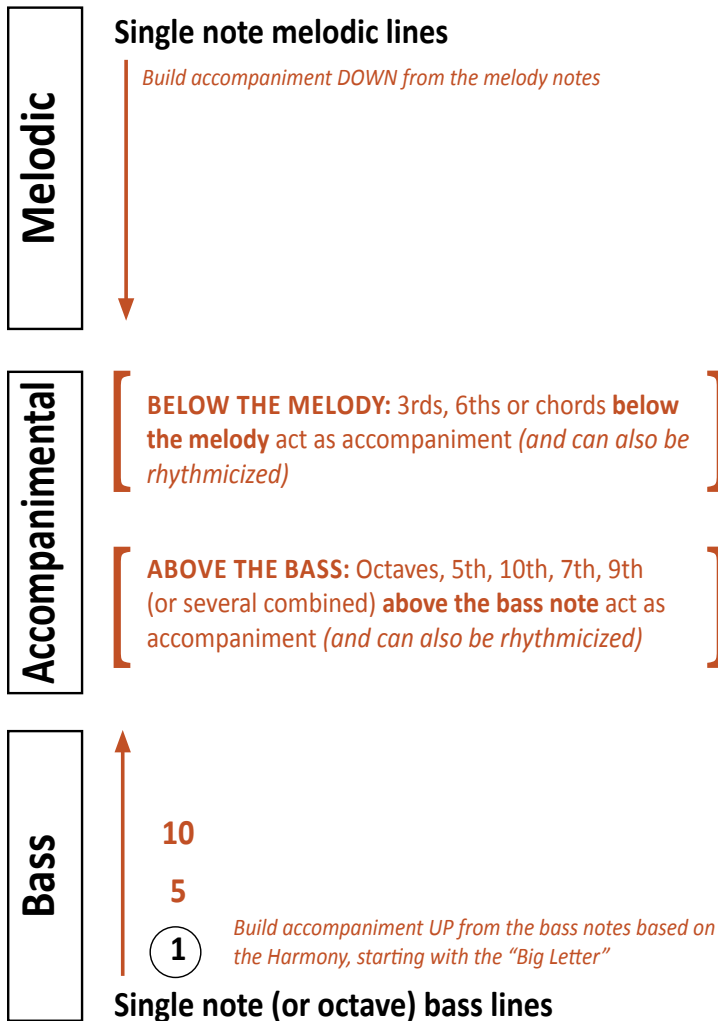 Melodic
Single note melodic lines
Build accompaniment DOWN from the melody notes
Accompanimental
BELOW THE MELODY: 3rds, 6ths or chords below
the melody act as accompaniment (and can also be
rhythmicized)
ABOVE THE BASS: Octaves, 5th, 10th, 7th, 9th
(or several combined) above the bass note act as
accompaniment (and can also be rhythmicized)
Bass
10
5
1
Build accompaniment UP from the bass notes based on
the Harmony, starting with the “Big Letter”
Single note (or octave) bass lines